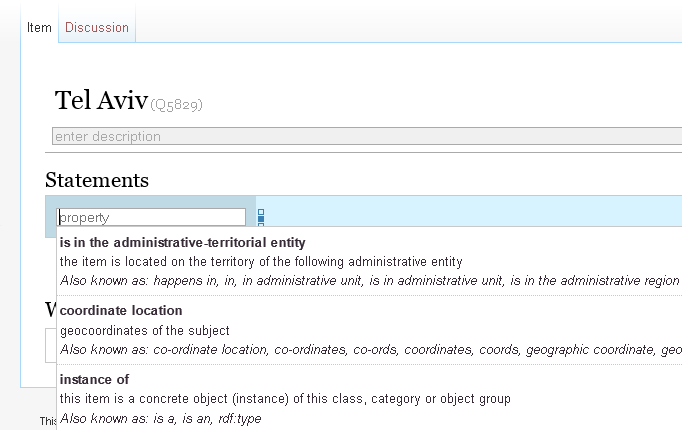 Item Discussion
Tel Aviv (Q5829)
enter description
Statements
property
is in the administrative-territorial entity
the item is located on the territory of the following administrative entity
Also known as: happens in, in, in administrative unit, is in administrative unit, is in the administrative region
coordinate location
geocoordinates of the subject
Also known as: co-ordinate location, co-ordinates, co-ords, coordinates, coords, geographic coordinate, geo
W
instance of
this item is a concrete object (instance) of this class, category or object group
This
Also known as: is a, is an, rdf:type